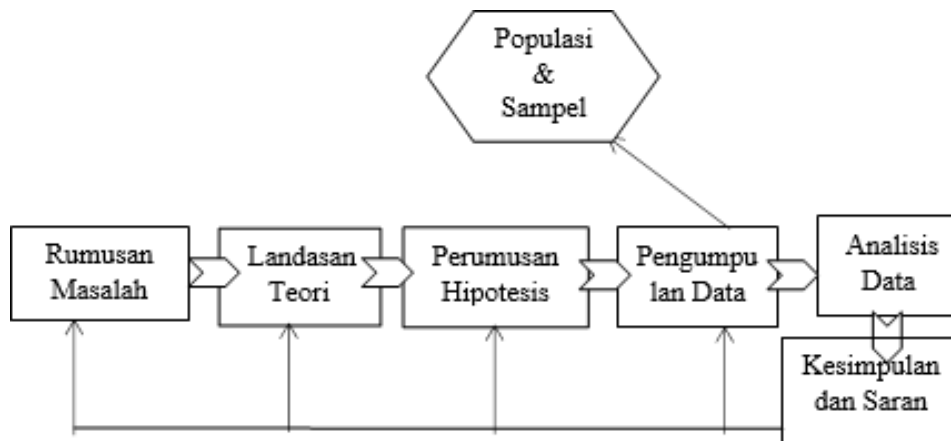 Populasi
&
Sampel
Rumusan
Masalah
Landasan
Teori
Perumusan
Hipotesis
Pengumpu
lan Data
Analisis
Data
Kesimpulan
dan Saran